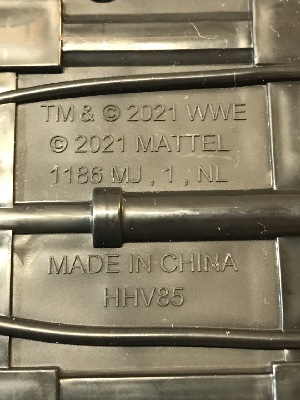 TM & © 2021 WWE
© 2021 MATTEL
1186 MJ , 1 , NL
MADE IN CHINA
HHV85